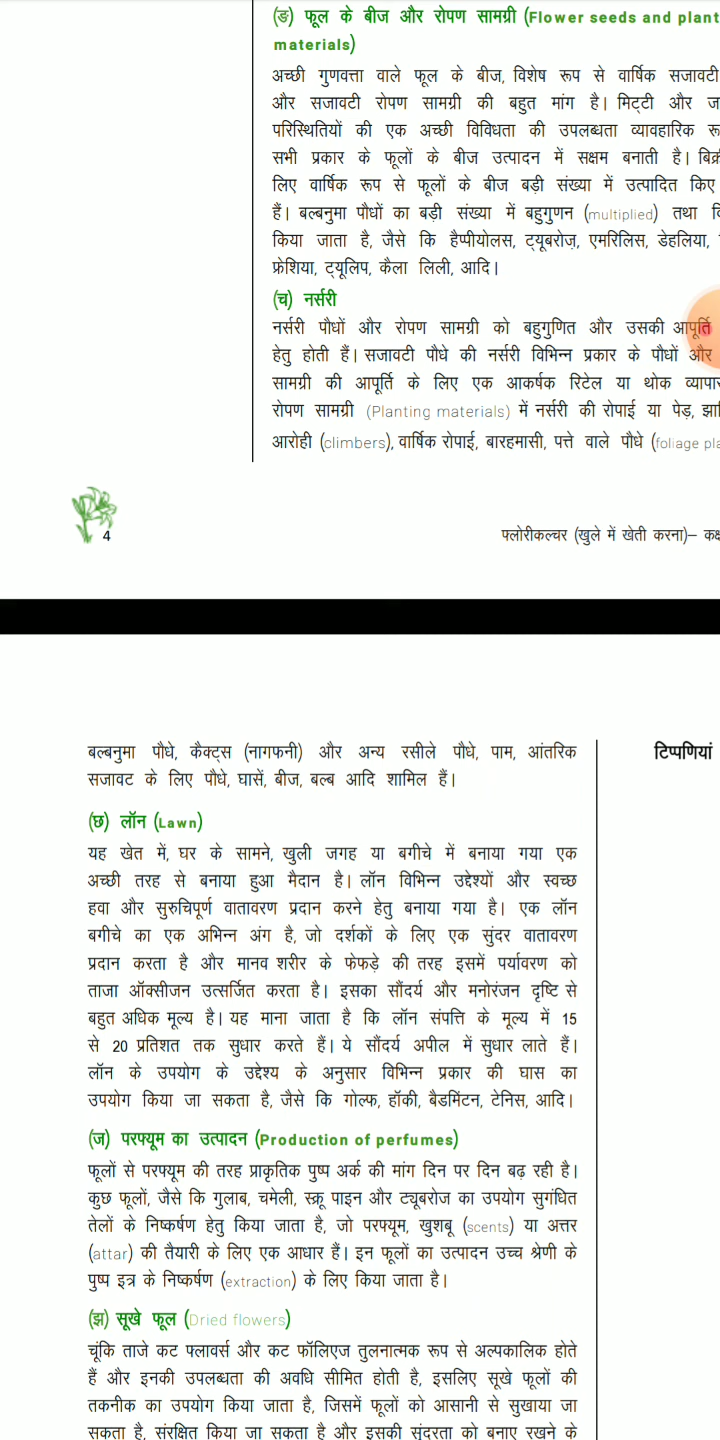 (ङ) फूल के बीज और रोपण सामग्री (Flower seeds and plant
materials)
अच्छी गुणवत्ता वाले फूल के बीज, विशेष रूप से वार्षिक सजावटी
और सजावटी रोपण सामग्री की बहुत मांग है। मिट्टी और
परिस्थितियों की एक अच्छी विविधता की उपलब्धता व्यावहारिक
सभी प्रकार के फूलों के बीज उत्पादन में सक्षम बनाती है।
लिए वार्षिक रूप से फूलों के बीज बड़ी संख्या में उत्पादित किए
हैं। बल्बनुमा पौधों का बड़ी संख्या में बहुगुणन (multiplied) तथा
किया जाता है, जैसे कि हैप्पीयोलस, ट्यूबरोज़, एमरिलिस, डेहलिया,
फ्रेशिया, ट्यूलिप, कैला लिली, आदि।
(च) नर्सरी
नर्सरी पौधों और रोपण सामग्री को बहुगुणित और उसकी आपूर्ति
हेतु होती हैं। सजावटी पौधे की नर्सरी विभिन्न प्रकार के पौधों और
सामग्री की आपूर्ति के लिए एक आकर्षक रिटेल या थोक
रोपण सामग्री (Planting materials) में नर्सरी की रोपाई या पेड़,
आरोही (climbers), वार्षिक रोपाई, बारहमासी, पत्ते वाले पौधे (foliage
4
फ्लोरीकल्चर (खुले में खेती करना)–
बल्बनुमा पौधे, कैक्ट्स (नागफनी) और अन्य रसीले पौधे, पाम, आंतरिक
सजावट के लिए पौधे, घासें, बीज, बल्ब आदि शामिल हैं।
टिप्पणियां
(छ) लॉन (Lawn)
यह खेत में, घर के सामने, खुली जगह या बगीचे में बनाया गया एक
अच्छी तरह से बनाया हुआ मैदान है। लॉन विभिन्न उद्देश्यों और स्वच्छ
हवा और सुरुचिपूर्ण वातावरण प्रदान करने हेतु बनाया गया है। एक लॉन
बगीचे का एक अभिन्न अंग है, जो दर्शकों के लिए एक सुंदर वातावरण
प्रदान करता है और मानव शरीर के फेफड़े की तरह इसमें पर्यावरण को
ताजा ऑक्सीजन उत्सर्जित करता है। इसका सौंदर्य और मनोरंजन दृष्टि से
बहुत अधिक मूल्य है। यह माना जाता है कि लॉन संपत्ति के मूल्य में 15
से 20 प्रतिशत तक सुधार करते हैं। ये सौंदर्य अपील में सुधार लाते हैं।
लॉन के उपयोग के उद्देश्य के अनुसार विभिन्न प्रकार की घास का
उपयोग किया जा सकता है, जैसे कि गोल्फ, हॉकी, बैडमिंटन, टेनिस, आदि।
(ज) परफ्यूम का उत्पादन (Production of perfumes)
फूलों से परफ्यूम की तरह प्राकृतिक पुष्प अर्क की मांग दिन पर दिन बढ़ रही है।
कुछ फूलों, जैसे कि गुलाब, चमेली, स्क्रू पाइन और ट्यूबरोज का उपयोग सुगंधित
तेलों के निष्कर्षण हेतु किया जाता है, जो परफ्यूम, खुशबू (scents) या अत्तर
(attar) की तैयारी के लिए एक आधार हैं। इन फूलों का उत्पादन उच्च श्रेणी के
पुष्प इत्र के निष्कर्षण (extraction) के लिए किया जाता है।
(झ) सूखे फूल (Dried flowers)
चूंकि ताजे कट फ्लावर्स और कट फॉलिएज तुलनात्मक रूप से अल्पकालिक होते
हैं और इनकी उपलब्धता की अवधि सीमित होती है, इसलिए सूखे फूलों की
तकनीक का उपयोग किया जाता है, जिसमें फूलों को आसानी से सुखाया जा
सकता है, संरक्षित किया जा सकता है और इसकी सुंदरता को बनाए रखने के